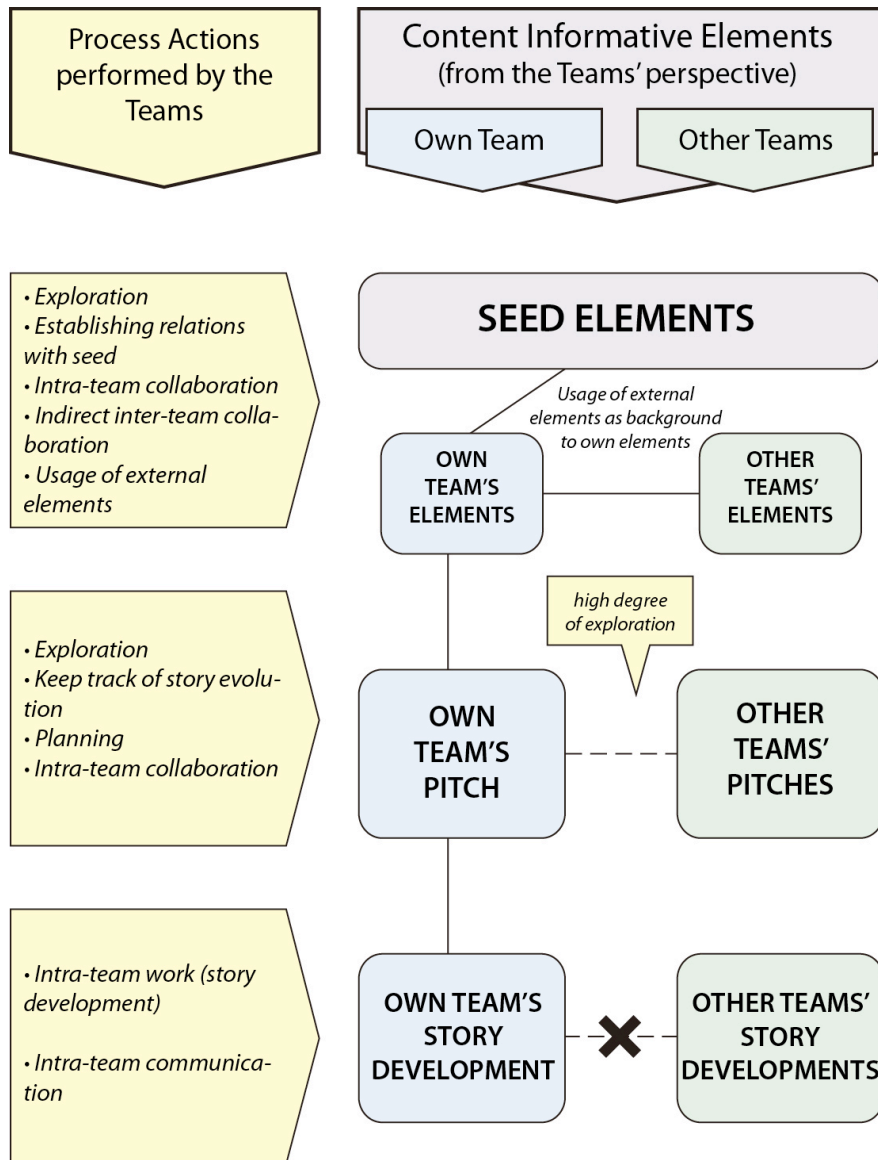 Process Actions
performed by the
Teams
Content Informative Elements
(from the Teams’ perspective)
Own Team
Other Teams
• Exploration
• Establishing relations
with seed
• Intra-team collaboration
• Indirect inter-team colla-
boration
• Usage of external
elements
SEED ELEMENTS
Usage of external
elements as background
to own elements
OWN
TEAM’S
ELEMENTS
OTHER
TEAMS’
ELEMENTS
• Exploration
• Keep track of story evolu-
tion
• Planning
• Intra-team collaboration
high degree
of exploration
OWN
TEAM’S
PITCH
OTHER
TEAMS’
PITCHES
• Intra-team work (story
development)
• Intra-team communica-
tion
OWN TEAM’S
STORY
DEVELOPMENT
OTHER TEAMS’
STORY
DEVELOPMENTS